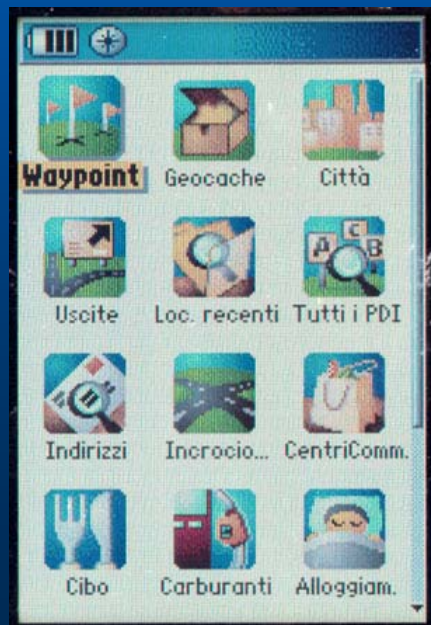 Waypoint Geocache Città
Uscite Loc. recenti Tutti i PDI
A C B
Indirizzi Incrocio... CentriComm.
Cibo Carburanti Alloggiam.